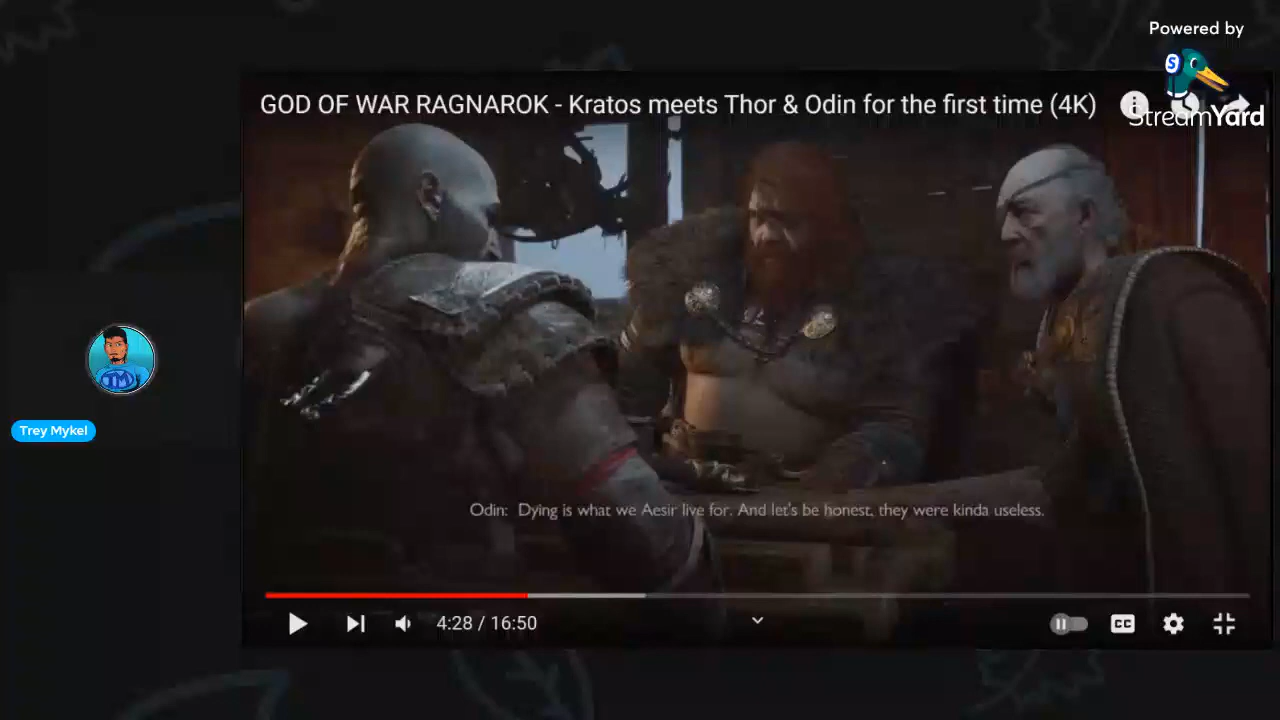 Powered by
StreamYard
GOD OF WAR RAGNAROK - Kratos meets Thor & Odin for the first time (4K)
TM
Trey Mykel
Odin: Dying is what we Aesir live for. And let's be honest, they were kinda useless.
4:28 / 16:50
CC